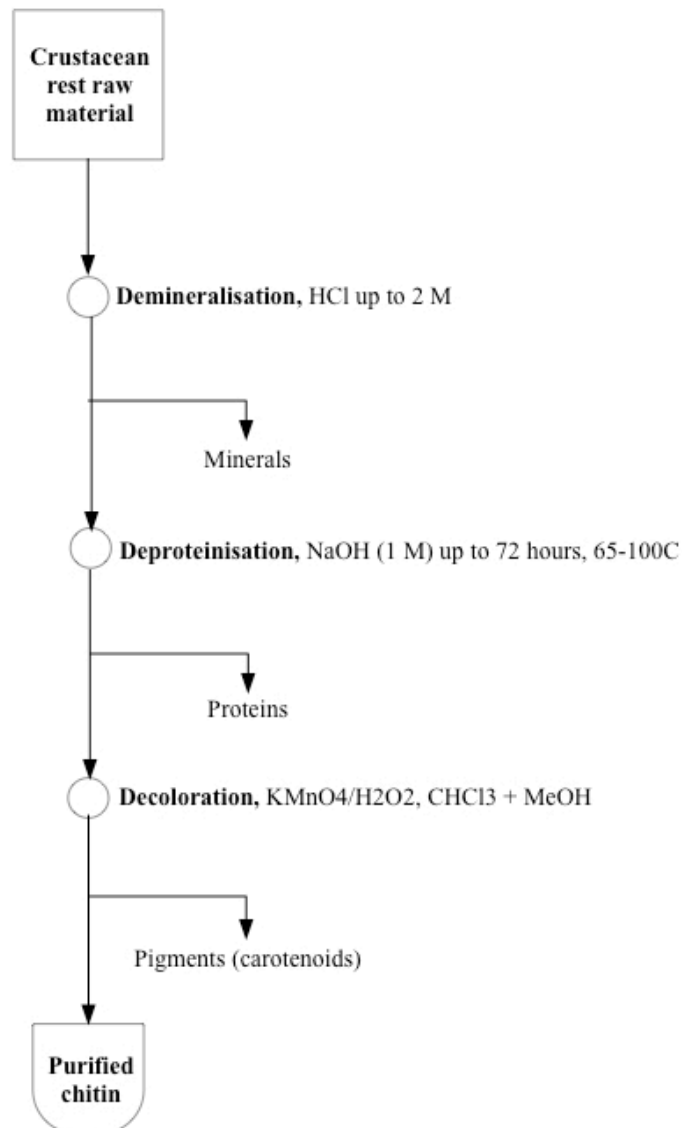 Crustacean
rest raw
material
Demineralisation, HCl up to 2 M
Minerals
Deproteinisation, NaOH (1 M) up to 72 hours, 65-100C
Proteins
Decoloration, KMnO4/H2O2, CHCl3 + MeOH
Pigments (carotenoids)
Purified
chitin